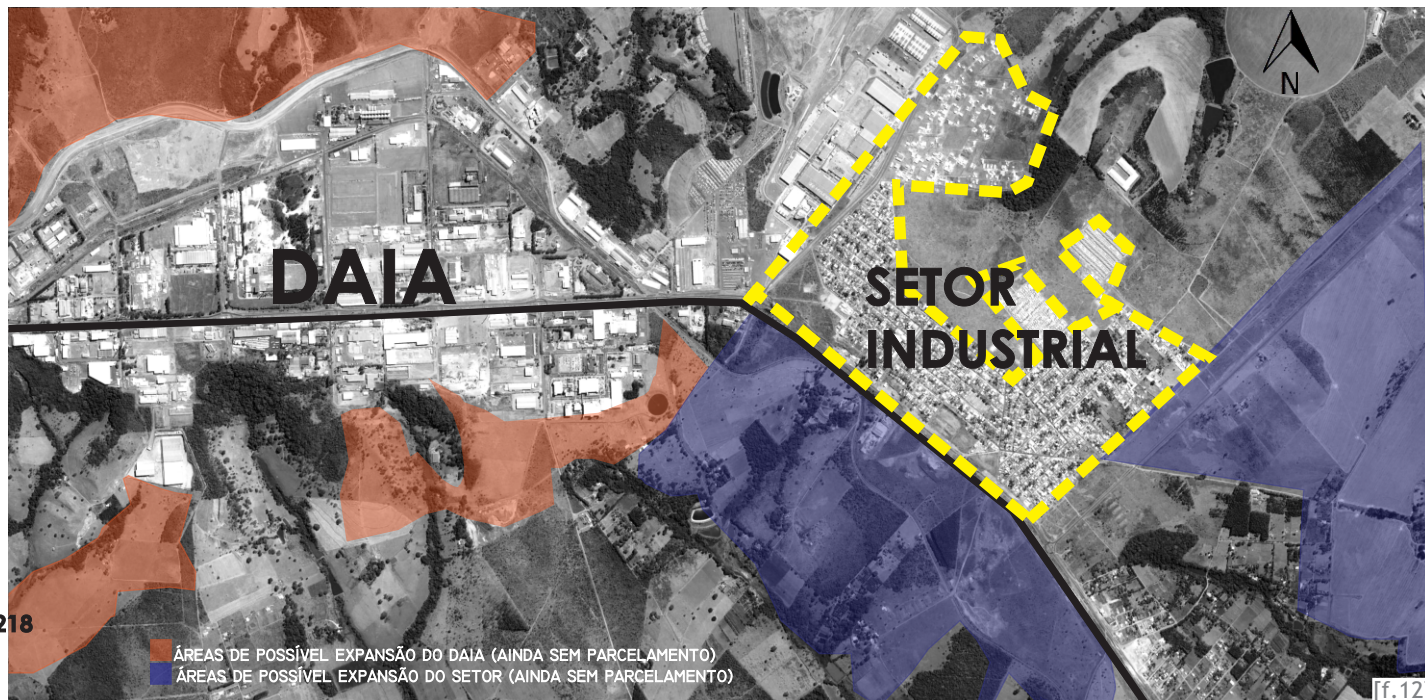 N
DAIA
SETOR
INDUSTRIAL
218
ÁREAS DE POSSÍVEL EXPANSÃO DO DAIA (AINDA SEM PARCELAMENTO)
ÁREAS DE POSSÍVEL EXPANSÃO DO SETOR (AINDA SEM PARCELAMENTO)
[f.12